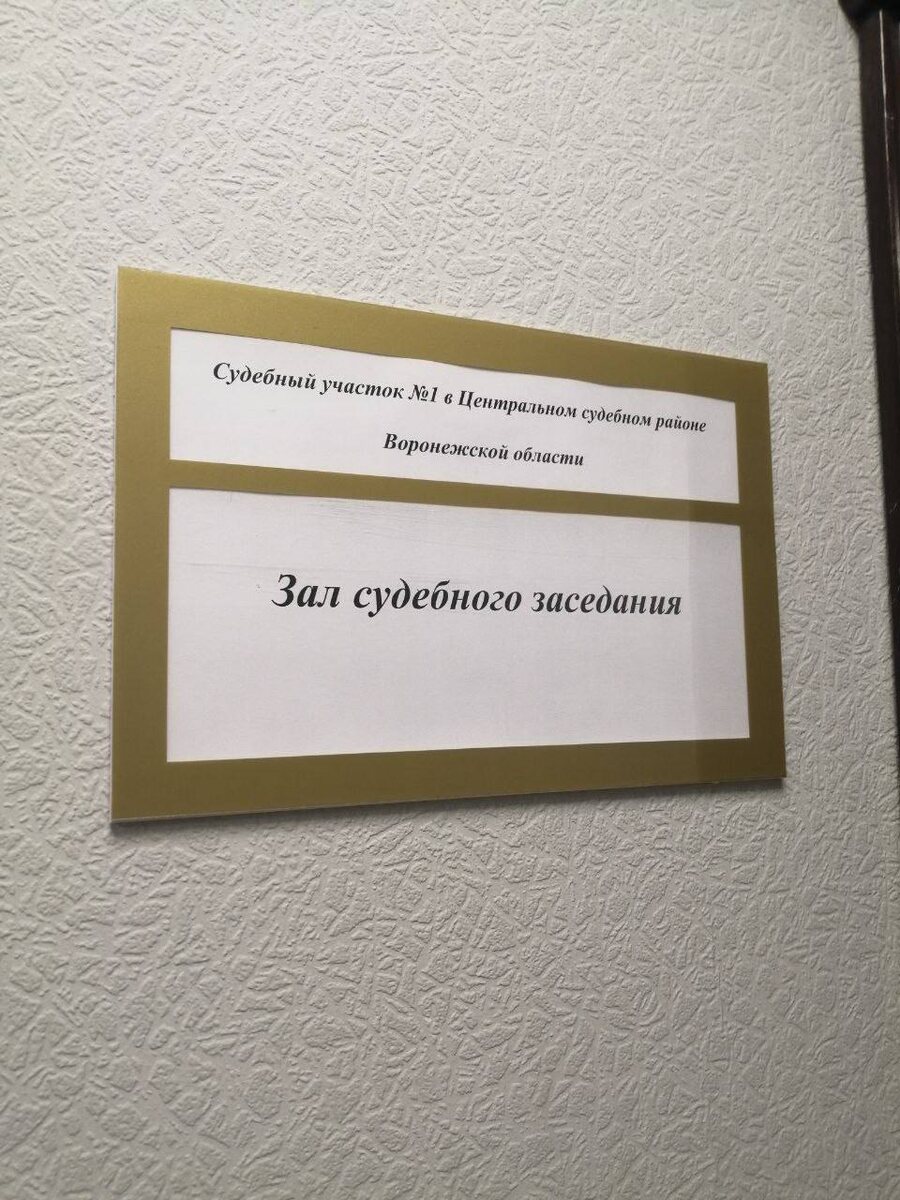 Судебный участок №1 в Центральном судебном районе
Воронежской области
Зал судебного заседания